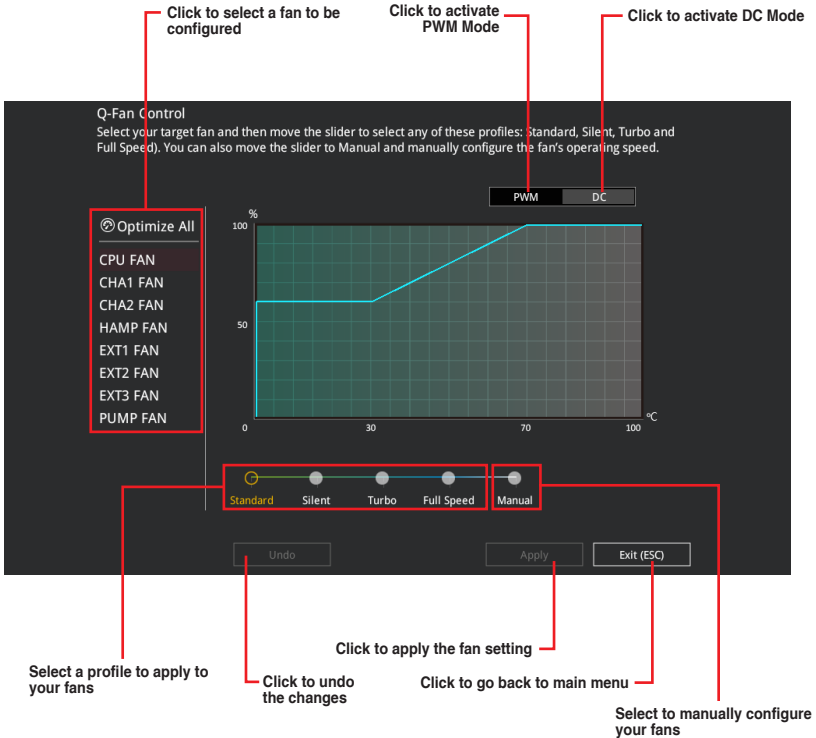 Click to select a fan to be
configured
Click to activate
PWM Mode
Click to activate DC Mode
Q-Fan Control
Select your target fan and then move the slider to select any of these profiles: Standard, Silent, Turbo and
Full Speed). You can also move the slider to Manual and manually configure the fan's operating speed.
PWM
DC
Optimize All
CPU FAN
CHA1 FAN
CHA2 FAN
HAMP FAN
EXT1 FAN
EXT2 FAN
EXT3 FAN
PUMP FAN
%
100
50
0
30
70
100
°C
Standard
Silent
Turbo
Full Speed
Manual
Undo
Apply
Exit (ESC)
Click to apply the fan setting
Select a profile to apply to
your fans
Click to undo
the changes
Click to go back to main menu
Select to manually configure
your fans